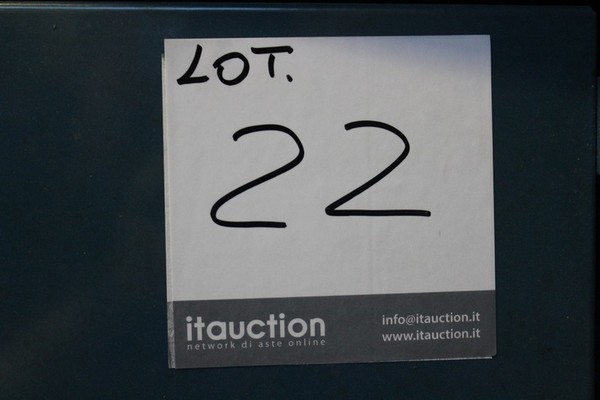 LOT.
22
itauction
network di aste online
info@itauction.it
www.itauction.it